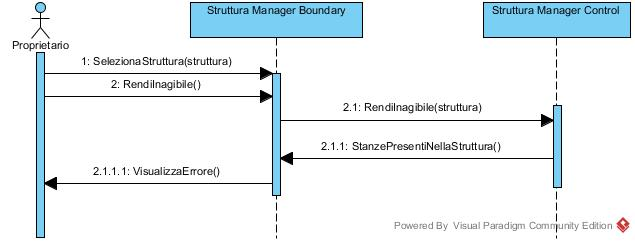 Struttura Manager Boundary
Struttura Manager Control
Proprietario
1: SelezionaStruttura(struttura)
2: RendiInagibile()
2.1: RendiInagibile(struttura)
2.1.1: StanzePresentiNellaStruttura()
2.1.1.1: VisualizzaErrore()
Powered By Visual Paradigm Community Edition